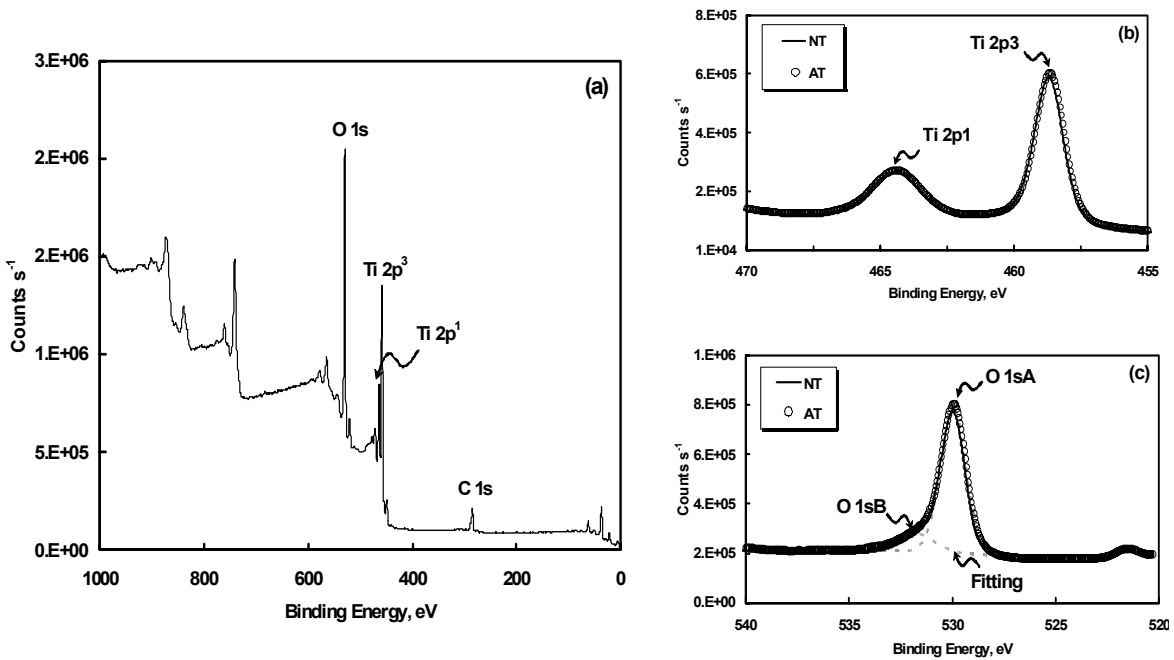 3.E+06
(a)
O 1s
2.E+06
2.E+06
Ti 2p³
Ti 2p¹
1.E+06
5.E+05
C 1s
0.E+00
1000 800 600 400 200 0
Binding Energy, eV
Counts s⁻¹
8.E+05
(b)
NT
AT
Ti 2p3
6.E+05
Ti 2p1
4.E+05
2.E+05
1.E+04
470 465 460 455
Binding Energy, eV
Counts s⁻¹
1.E+06
(c)
NT
AT
O 1sA
8.E+05
6.E+05
O 1sB
4.E+05
2.E+05
Fitting
0.E+00
540 535 530 525 520
Binding Energy, eV
Counts s⁻¹